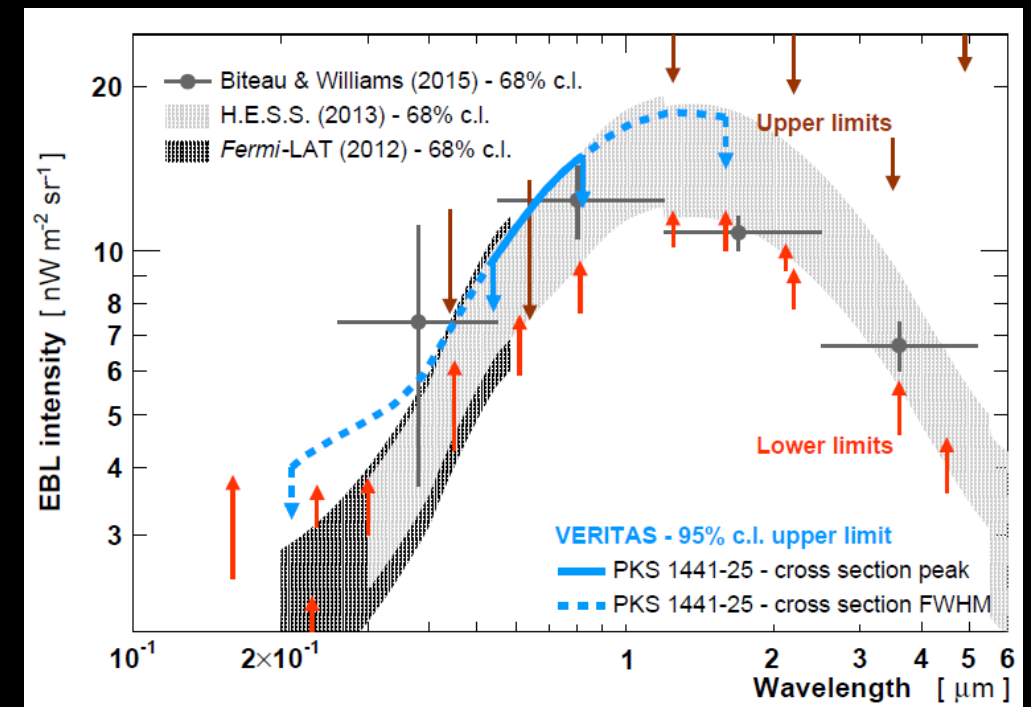 20
10
8
7
6
5
4
3
EBL intensity [ nW m-2 sr-1 ]
Biteau & Williams (2015) - 68% c.l.
H.E.S.S. (2013) - 68% c.l.
Fermi-LAT (2012) - 68% c.l.
Upper limits
Lower limits
VERITAS - 95% c.l. upper limit
PKS 1441-25 - cross section peak
PKS 1441-25 - cross section FWHM
10-1 2×10-1 1 2 3 4 5 6
Wavelength [ μm ]